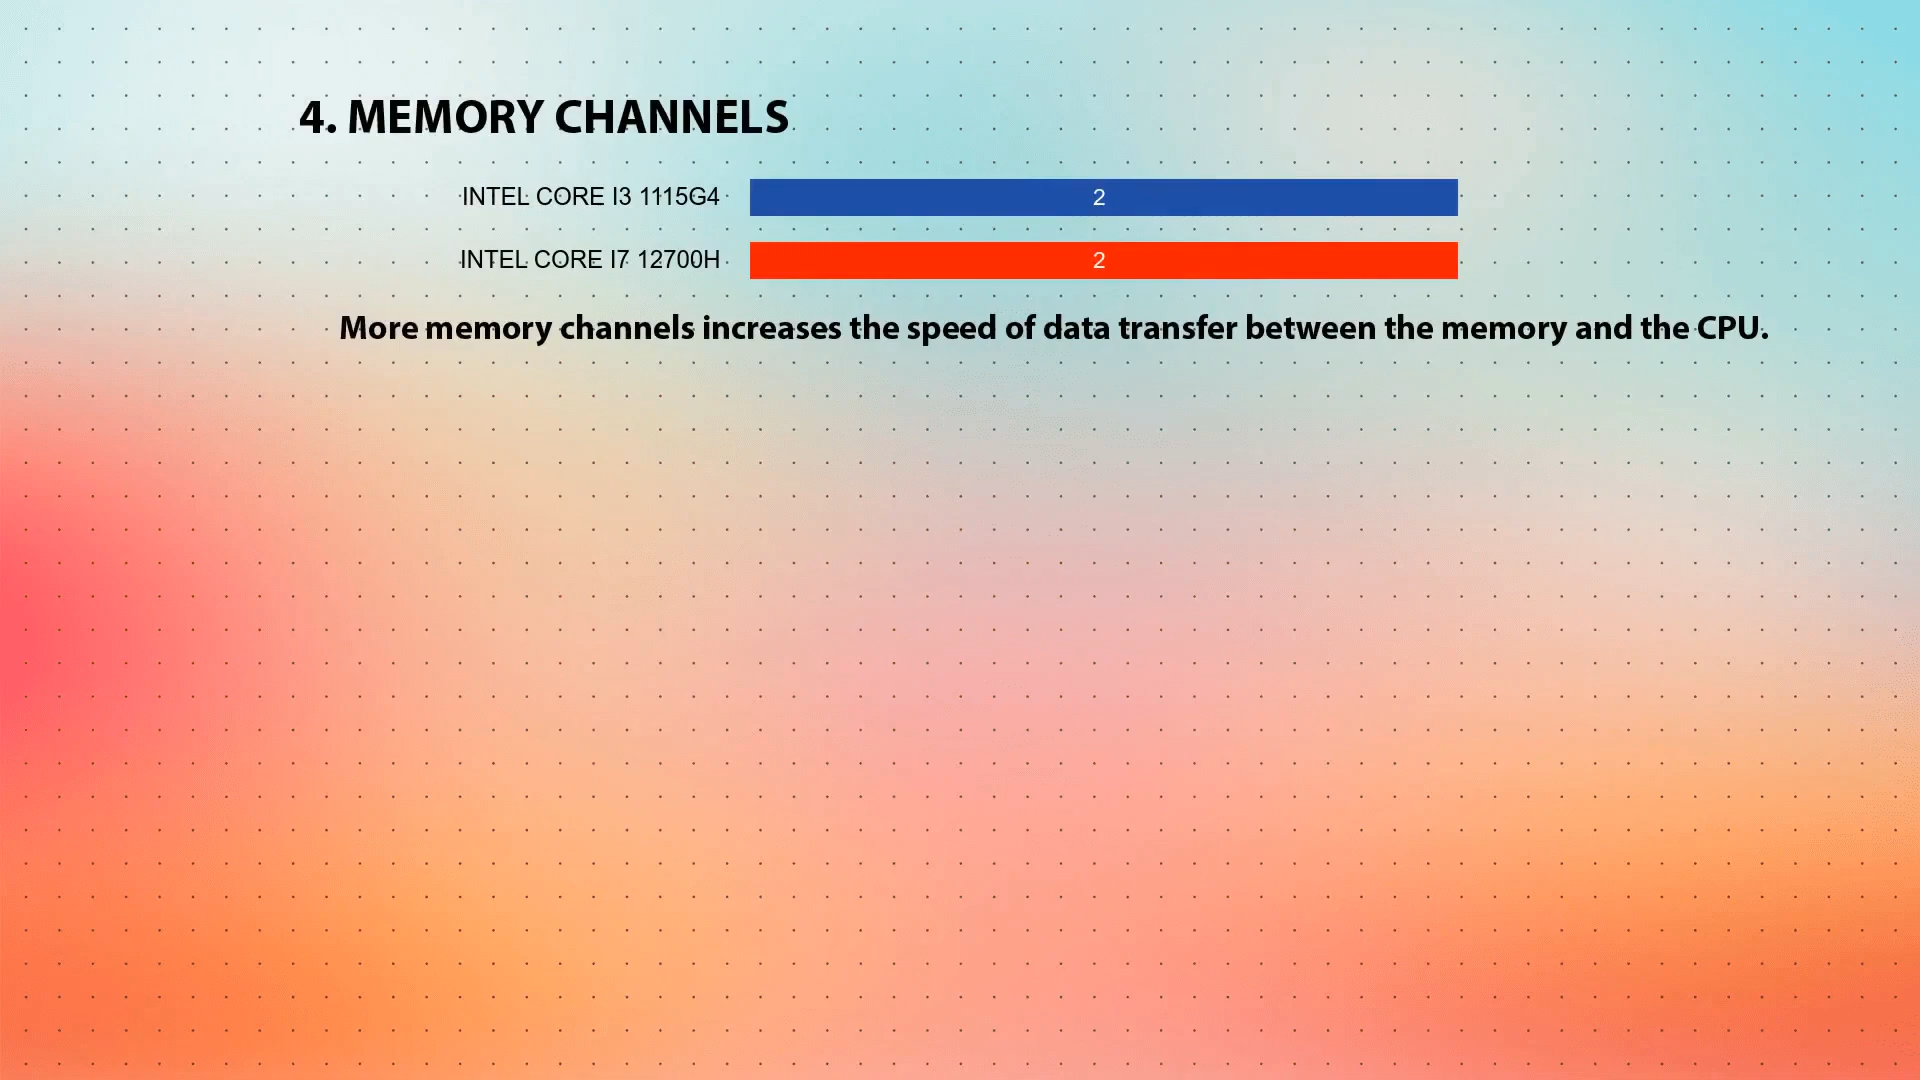 4. MEMORY CHANNELS
INTEL CORE I3 1115G4 2
INTEL CORE I7 12700H 2
More memory channels increases the speed of data transfer between the memory and the CPU.